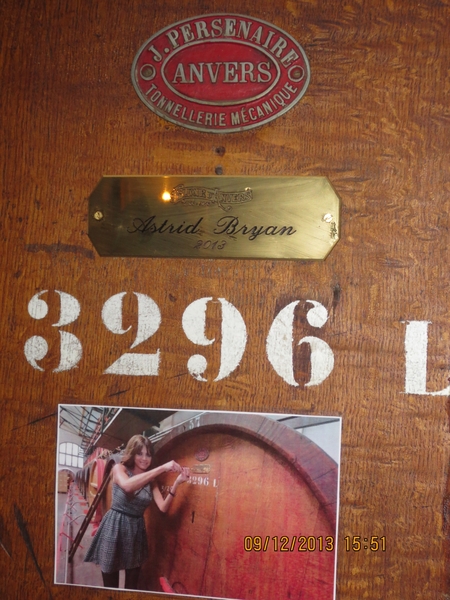 J. PERSENAIRE
ANVERS
TONNELLERIE MÉCANIQUE
Astrid Bryan
2013
3296 L
3296 L
09/12/2013 15:51